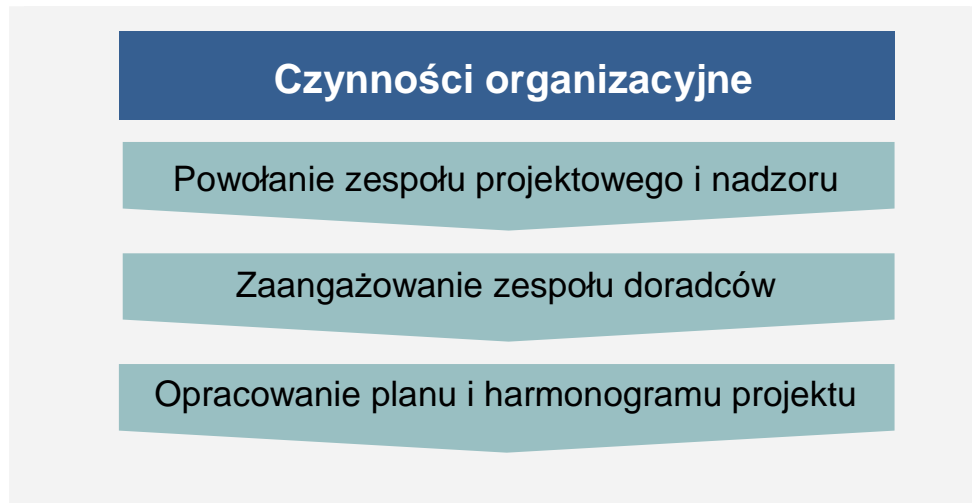 Czynności organizacyjne
Powołanie zespołu projektowego i nadzoru
Zaangażowanie zespołu doradców
Opracowanie planu i harmonogramu projektu